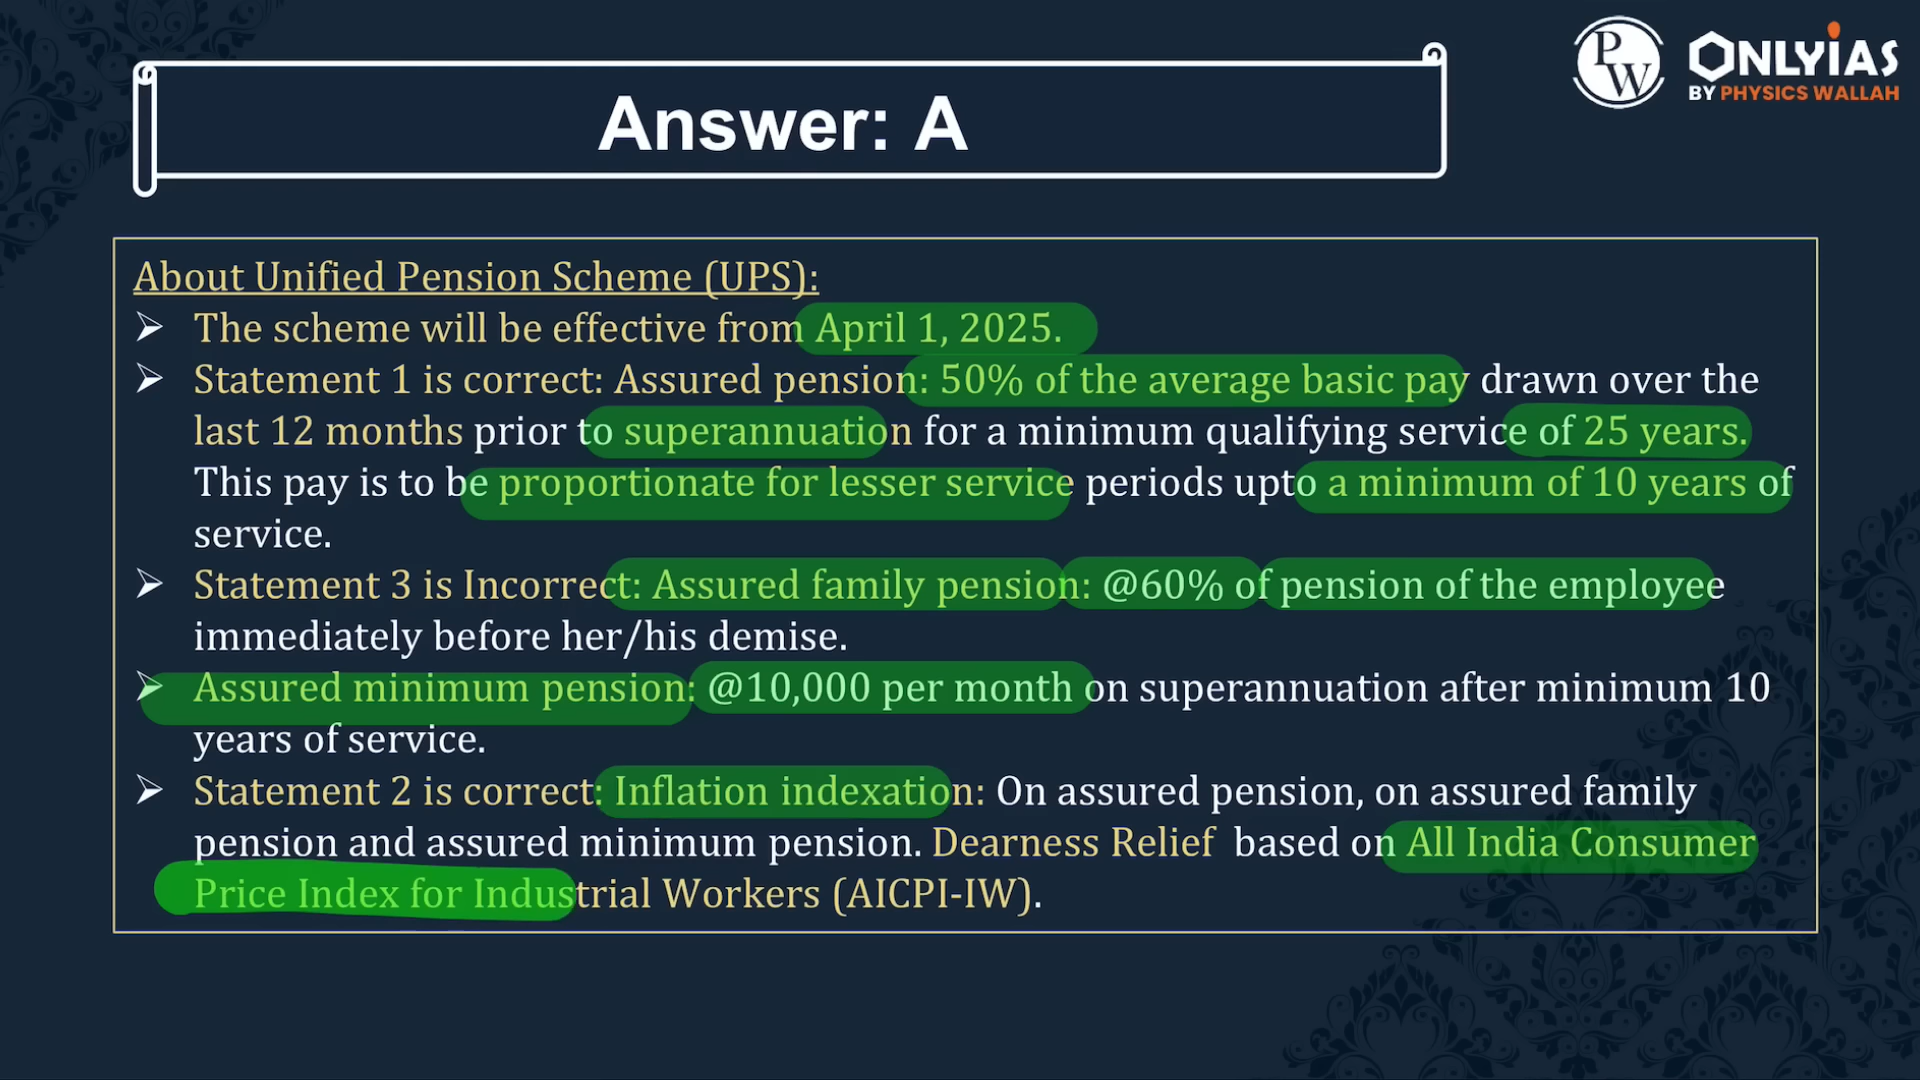 PW ONLYIAS
BY PHYSICS WALLAH
Answer: A
About Unified Pension Scheme (UPS):
➤ The scheme will be effective from April 1, 2025.
➤ Statement 1 is correct: Assured pension: 50% of the average basic pay drawn over the
last 12 months prior to superannuation for a minimum qualifying service of 25 years.
This pay is to be proportionate for lesser service periods upto a minimum of 10 years of
service.
➤ Statement 3 is Incorrect: Assured family pension: @60% of pension of the employee
immediately before her/his demise.
➤ Assured minimum pension: @10,000 per month on superannuation after minimum 10
years of service.
➤ Statement 2 is correct: Inflation indexation: On assured pension, on assured family
pension and assured minimum pension. Dearness Relief based on All India Consumer
Price Index for Industrial Workers (AICPI-IW).